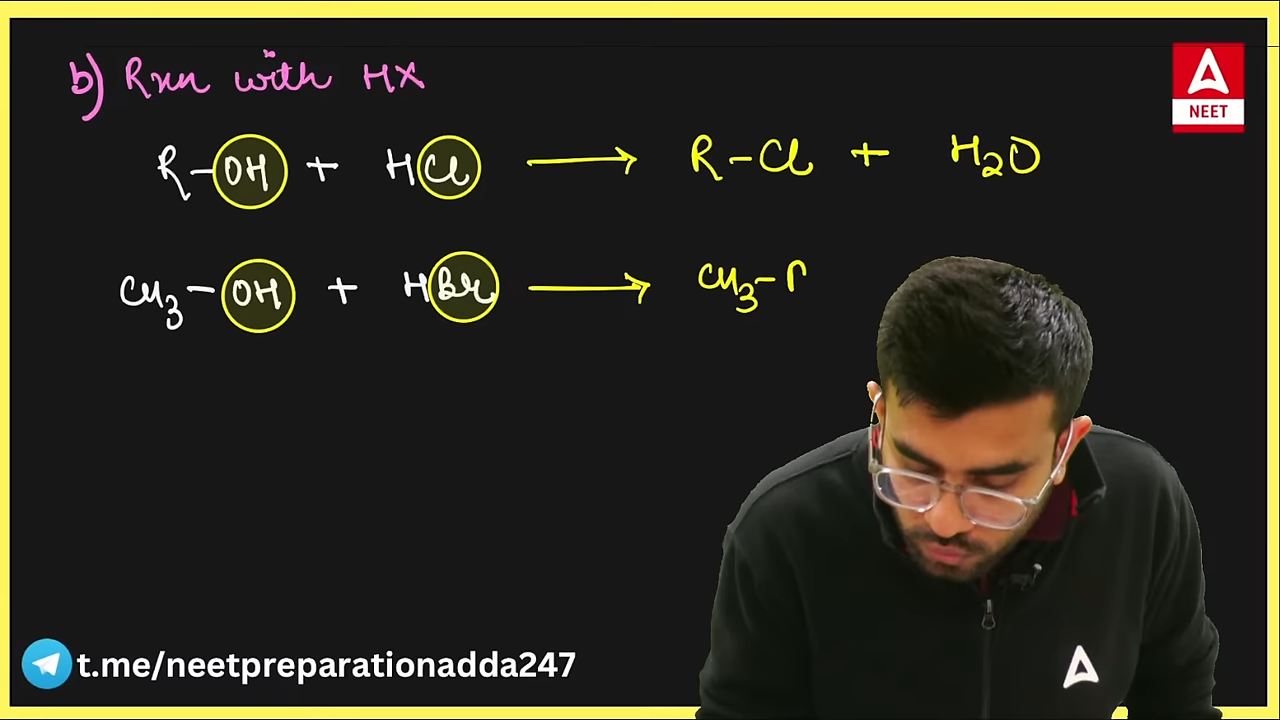 b) Rxn with HX
NEET
R-OH + HCl → R-Cl + H2O
CH3-OH + HBr → CH3-
t.me/neetpreparationadda247